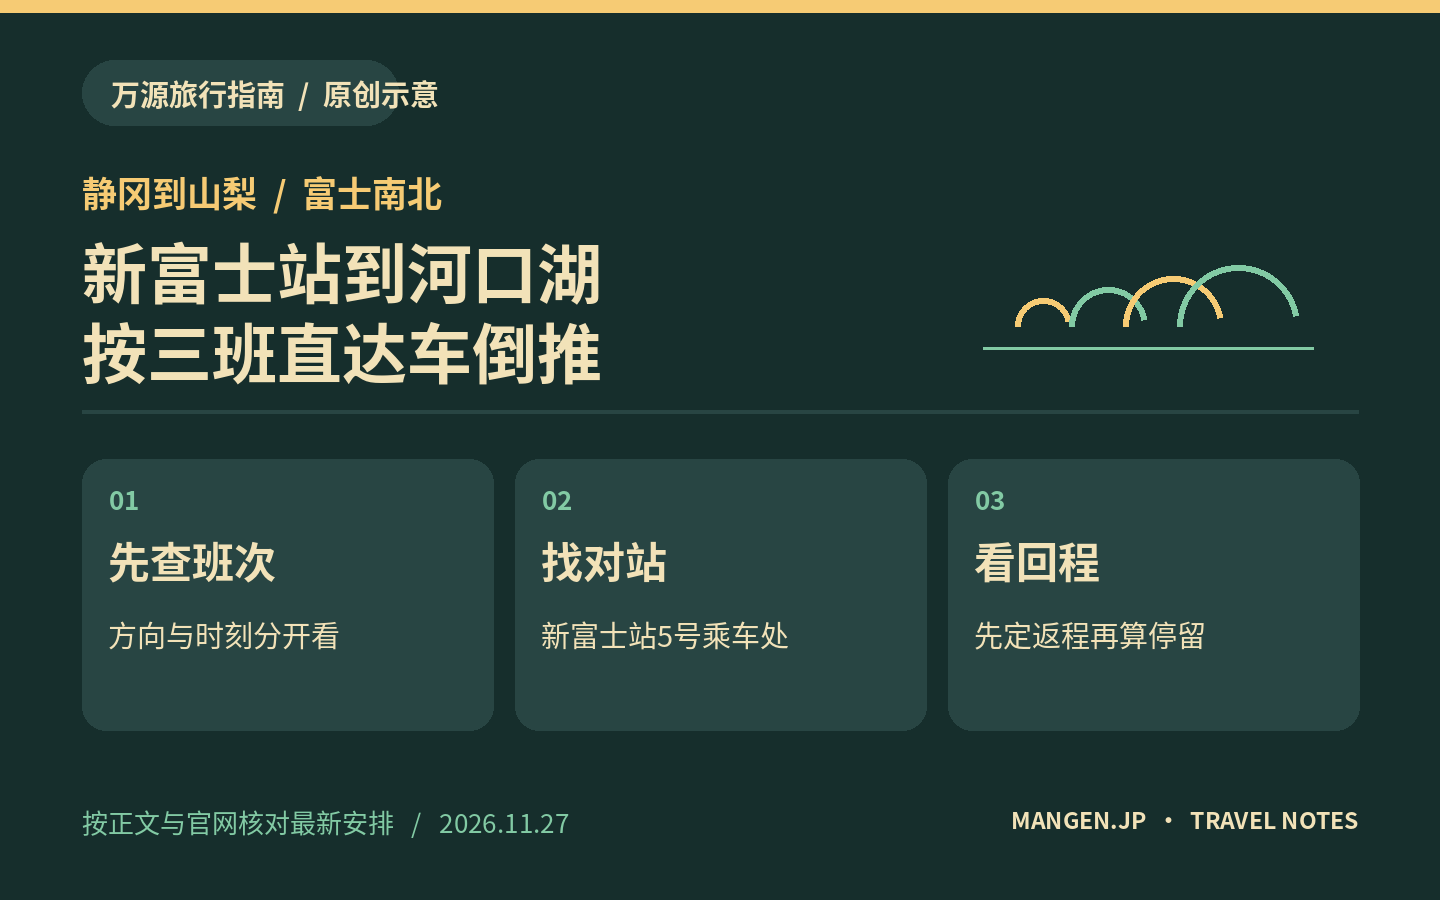 万源旅行指南 / 原创示意
静冈到山梨 / 富士南北
新富士站到河口湖
按三班直达车倒推
01
先查班次
方向与时刻分开看
02
找对站
新富士站5号乘车处
03
看回程
先定返程再算停留
按正文与官网核对最新安排 / 2026.11.27
MANGEN.JP · TRAVEL NOTES